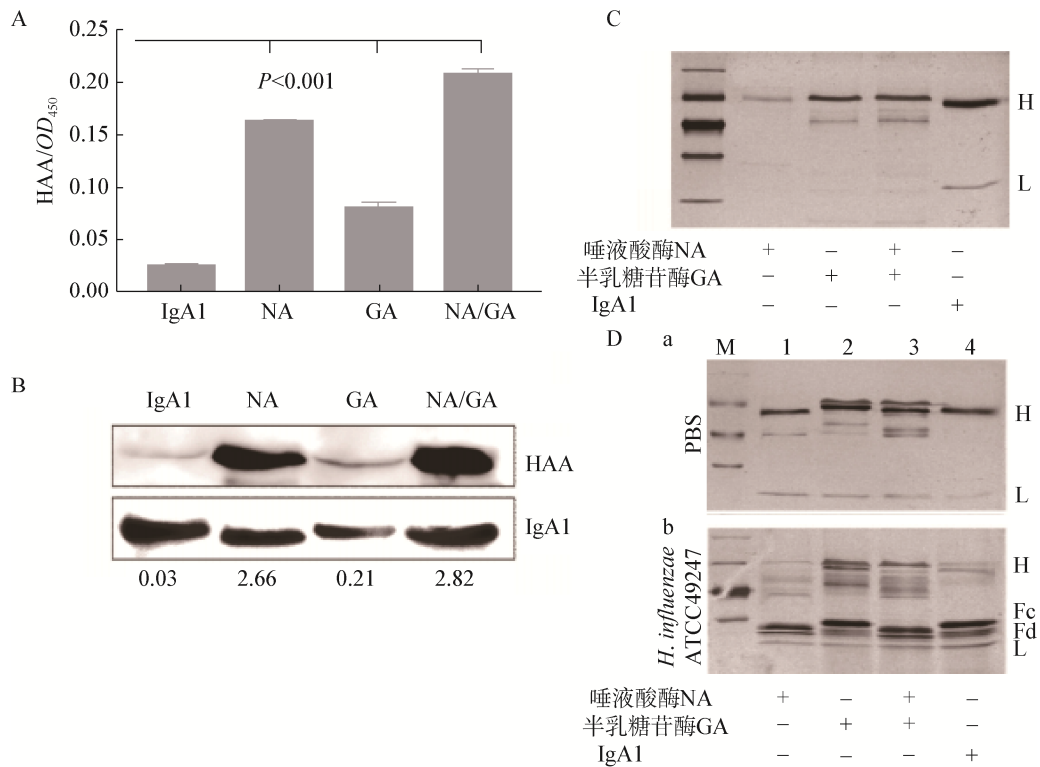 A
HAA/OD450
0.25
0.20
0.15
0.10
0.05
0.00
P<0.001
IgA1 NA GA NA/GA
B
IgA1 NA GA NA/GA
HAA
IgA1
0.03 2.66 0.21 2.82
C
H
L
唾液酸酶NA + – + –
半乳糖苷酶GA – + + –
IgA1 – – – +
D a M 1 2 3 4
PBS
H
L
b
H. influenzae
ATCC49247
H
Fc
Fd
L
唾液酸酶NA + – + –
半乳糖苷酶GA – + + –
IgA1 – – – +